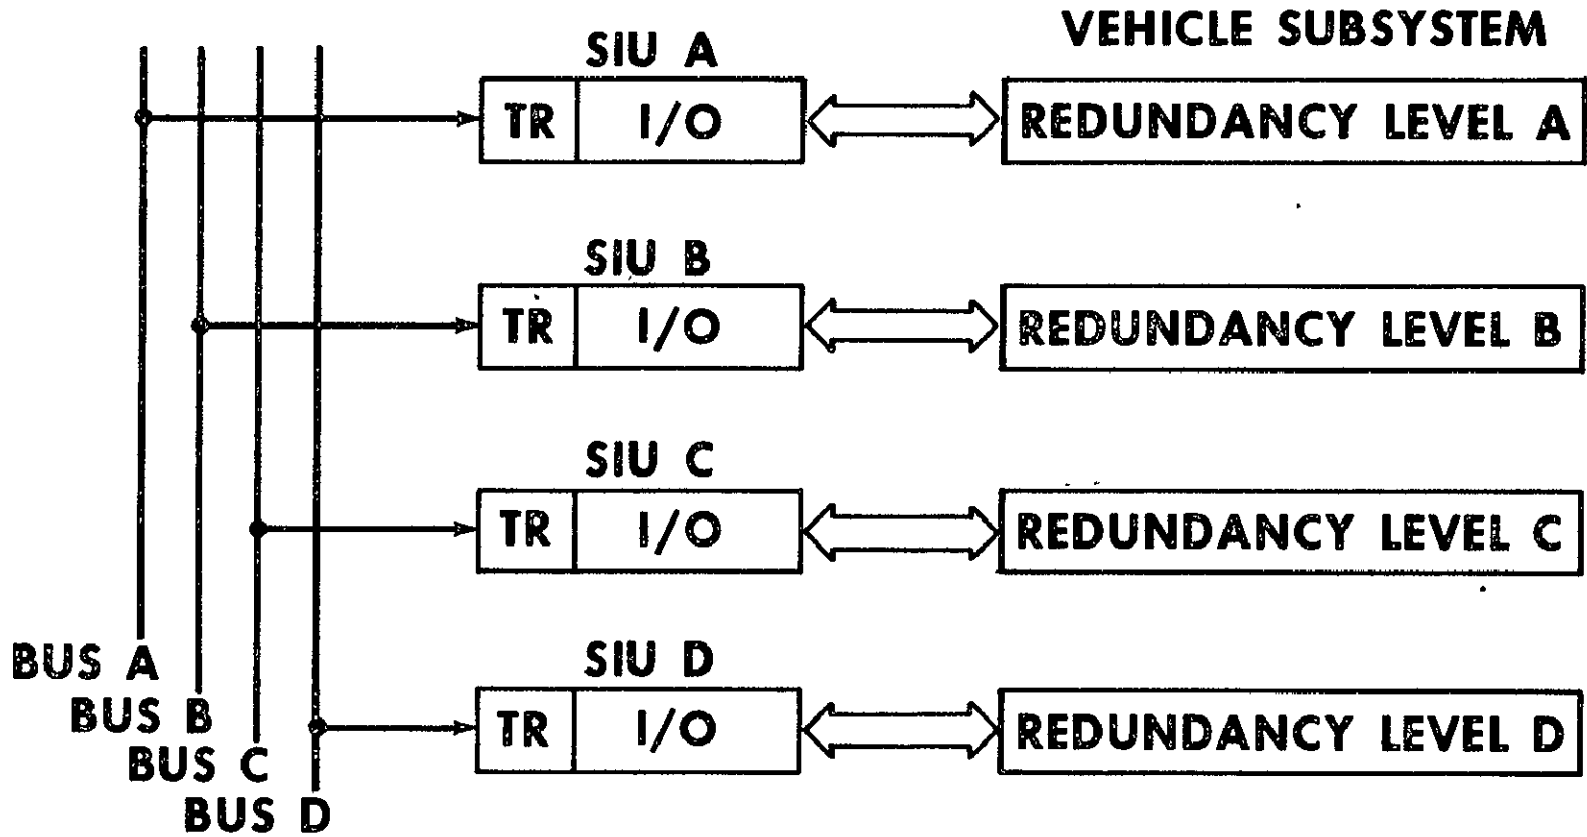 VEHICLE SUBSYSTEM
SIU A
TR I/O
REDUNDANCY LEVEL A
SIU B
TR I/O
REDUNDANCY LEVEL B
SIU C
TR I/O
REDUNDANCY LEVEL C
SIU D
TR I/O
REDUNDANCY LEVEL D
BUS A
BUS B
BUS C
BUS D